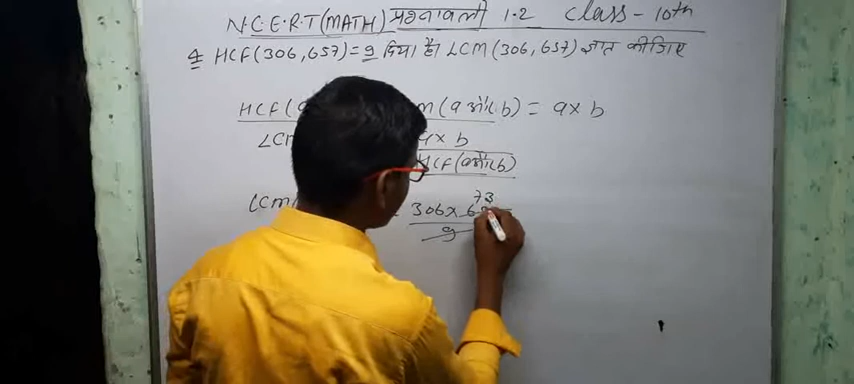 N.C.E.R.T (MATH) प्रश्नावली 1.2 Class - 10th
4 HCF(306,657)=9 दिया है। LCM(306,657) ज्ञात कीजिए
HCF( M(a और b) = a × b
LCM × b
HCF(a और b)
73
LCM 306 × 6
9